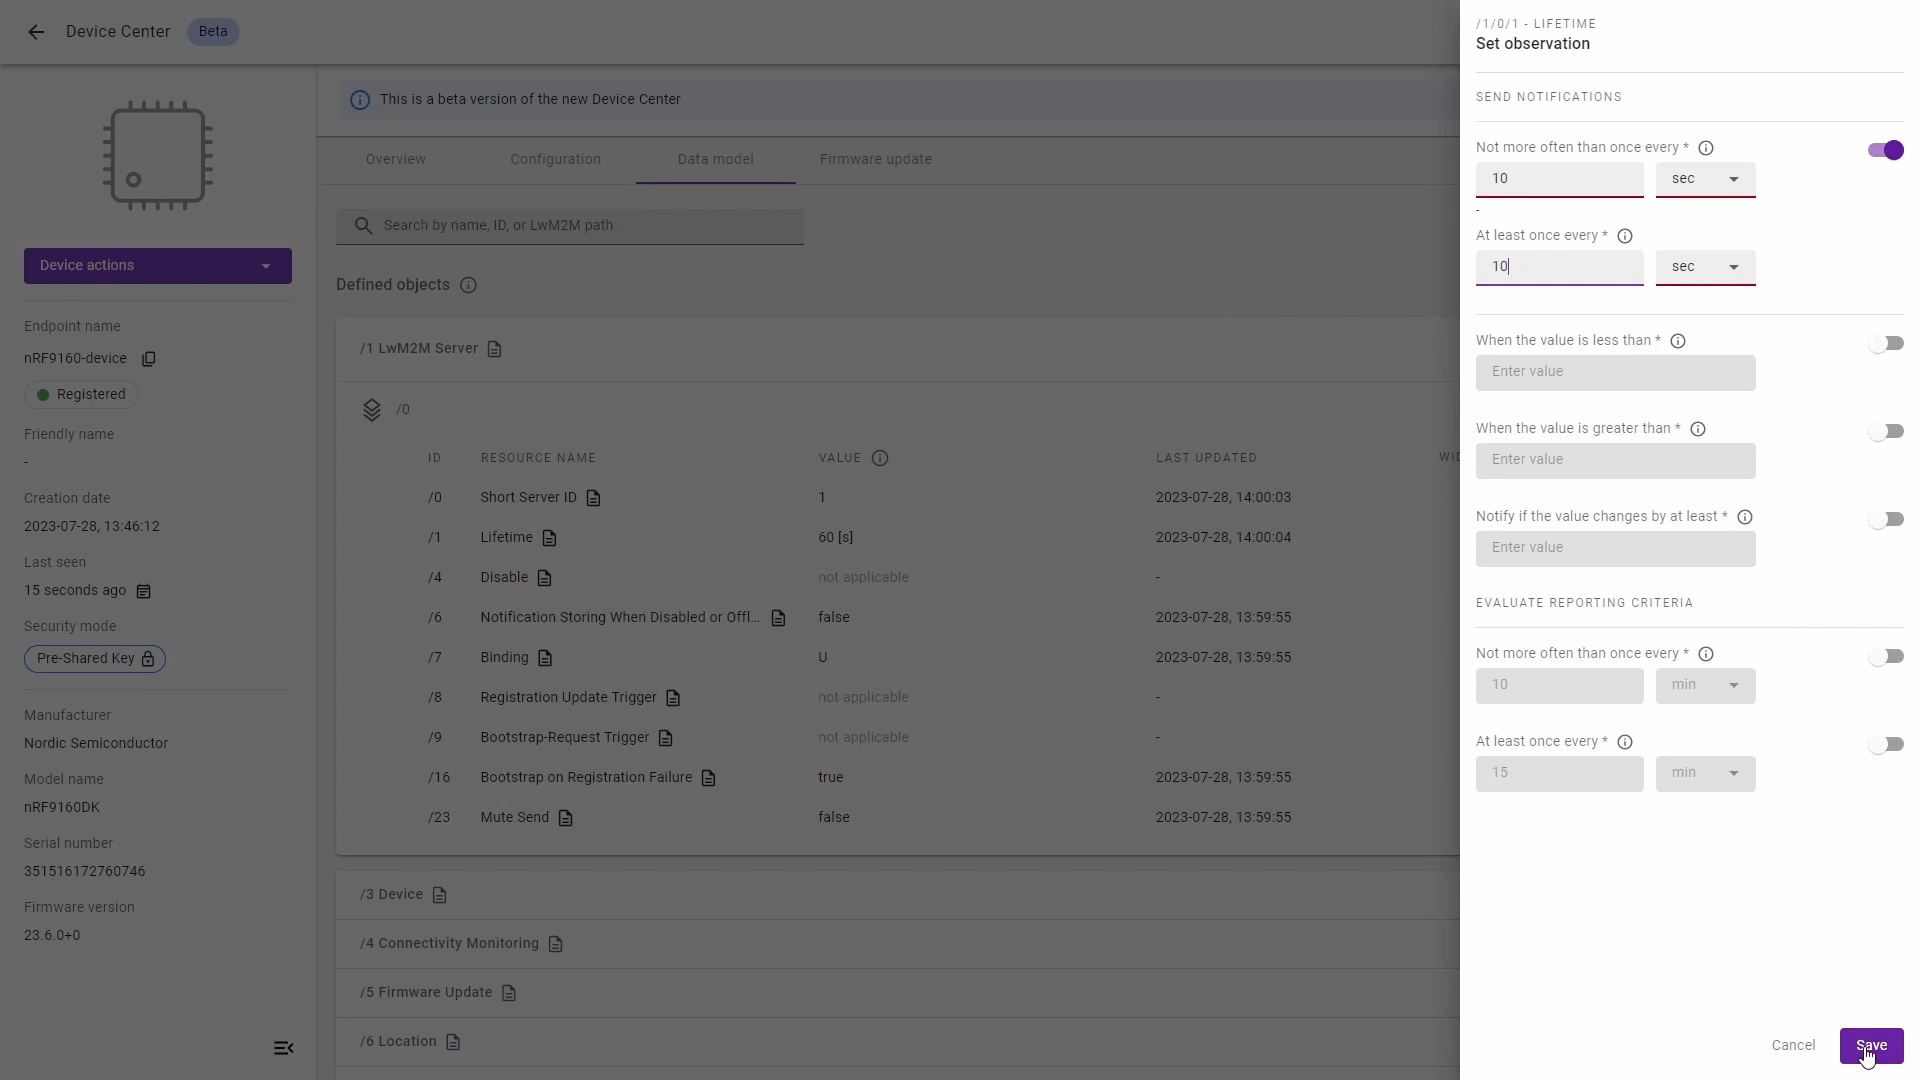 Device Center
Beta
Device actions
Endpoint name
nRF9160-device
Registered
Friendly name
-
Creation date
2023-07-28, 13:46:12
Last seen
15 seconds ago
Security mode
Pre-Shared Key
Manufacturer
Nordic Semiconductor
Model name
nRF9160DK
Serial number
351516172760746
Firmware version
23.6.0+0
This is a beta version of the new Device Center
Overview Configuration Data model Firmware update
Search by name, ID, or LwM2M path
Defined objects
/1 LwM2M Server
/0
ID RESOURCE NAME VALUE LAST UPDATED
/0 Short Server ID 1 2023-07-28, 14:00:03
/1 Lifetime 60 [s] 2023-07-28, 14:00:04
/4 Disable not applicable -
/6 Notification Storing When Disabled or Offl... false 2023-07-28, 13:59:55
/7 Binding U 2023-07-28, 13:59:55
/8 Registration Update Trigger not applicable -
/9 Bootstrap-Request Trigger not applicable -
/16 Bootstrap on Registration Failure true 2023-07-28, 13:59:55
/23 Mute Send false 2023-07-28, 13:59:55
/3 Device
/4 Connectivity Monitoring
/5 Firmware Update
/6 Location
/1/0/1 - LIFETIME
Set observation
SEND NOTIFICATIONS
Not more often than once every *
10 sec
-
At least once every *
10 sec
When the value is less than *
Enter value
When the value is greater than *
Enter value
Notify if the value changes by at least *
Enter value
EVALUATE REPORTING CRITERIA
Not more often than once every *
10 min
At least once every *
15 min
Cancel Save